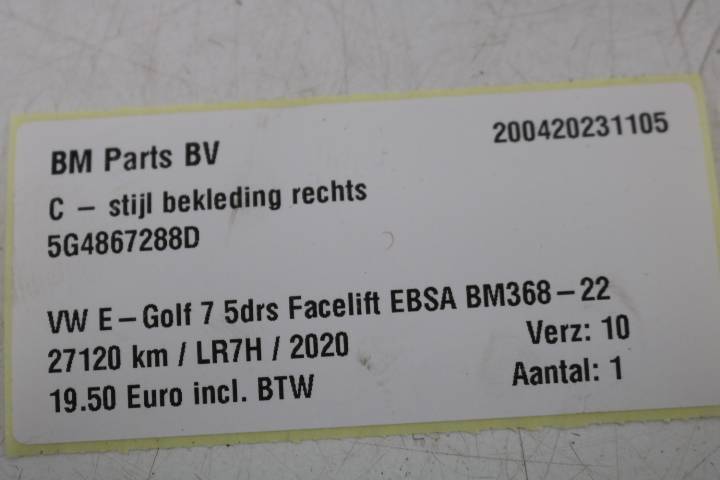 BM Parts BV 200420231105
C – stijl bekleding rechts
5G4867288D
VW E–Golf 7 5drs Facelift EBSA BM368–22
27120 km / LR7H / 2020 Verz: 10
19.50 Euro incl. BTW Aantal: 1